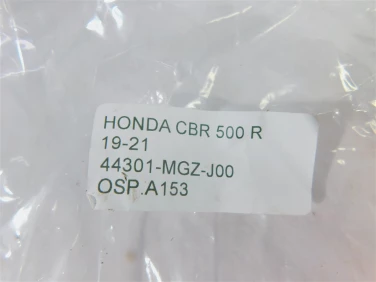 HONDA CBR 500 R
19-21
44301-MGZ-J00
OSP.A153